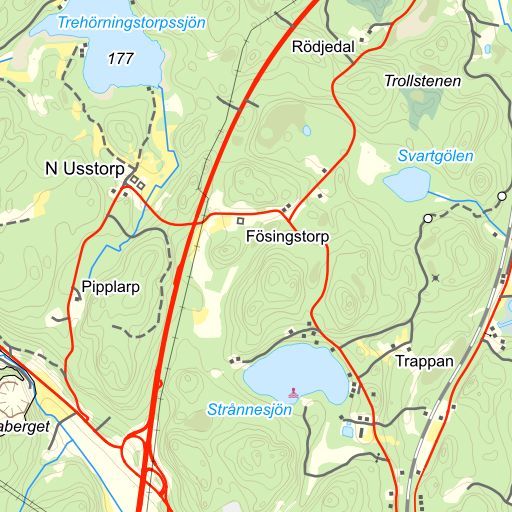 Trehörningstorpssjön
177
Rödjedal
Trollstenen
N Usstorp
Svartgölen
Fösingstorp
Pipplarp
Trappan
Strånnesjön
aberget